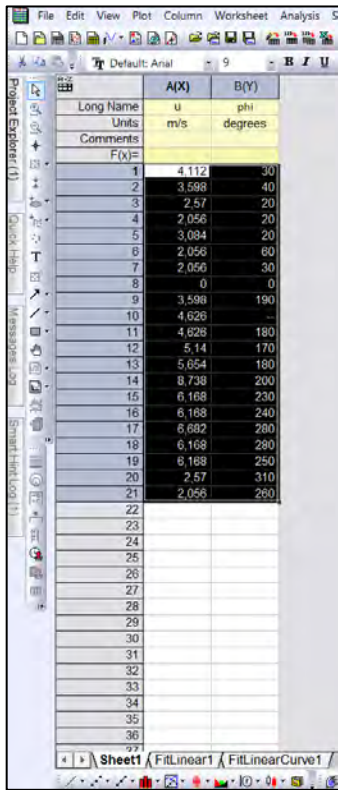 File Edit View Plot Column Worksheet Analysis S
Default: Arial 9 B I U
A(X) B(Y)
Long Name u phi
Units m/s degrees
Comments
F(x)=
1 4,112 30
2 3,598 40
3 2,57 20
4 2,056 20
5 3,084 20
6 2,056 60
7 2,056 30
8 0 0
9 3,598 190
10 4,626 --
11 4,626 180
12 5,14 170
13 5,654 180
14 8,738 200
15 6,168 230
16 6,168 240
17 6,682 280
18 6,168 280
19 6,168 250
20 2,57 310
21 2,056 260
22
23
24
25
26
27
28
29
30
31
32
33
34
35
36
37
Sheet1 FitLinear1 FitLinearCurve1
Project Explorer (1)
Quick Help
Messages Log
Smart Hint Log (1)